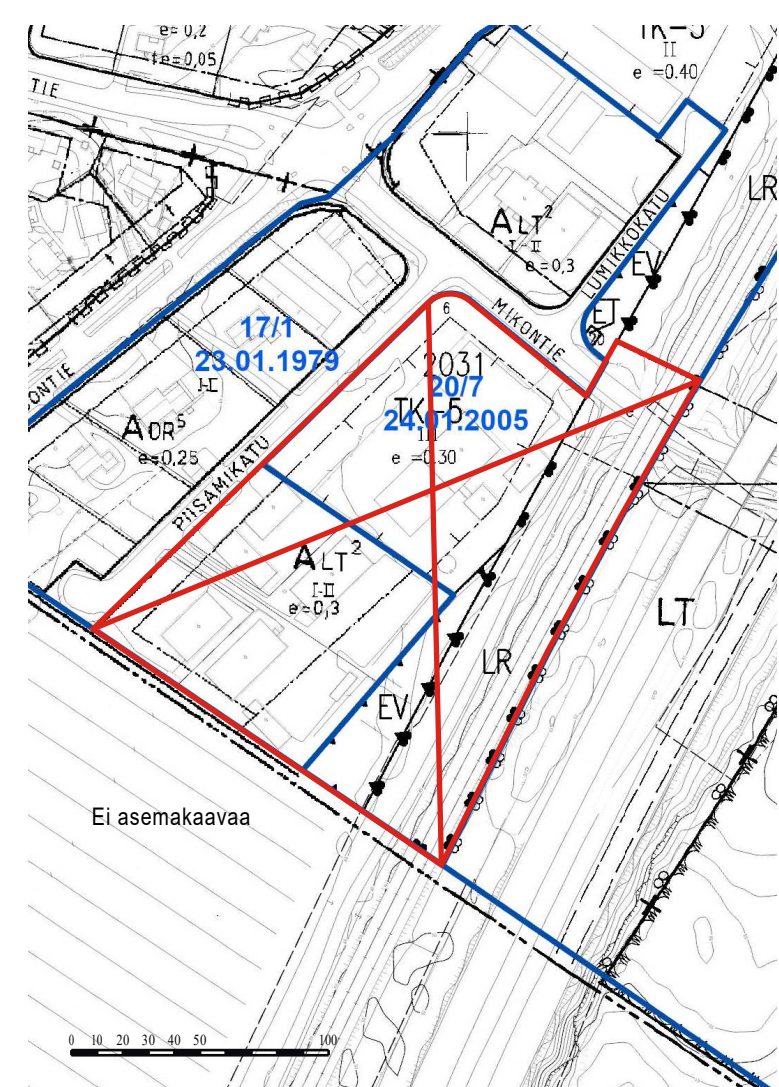 e= 0,2
te=0,05
TIE
TK-5
II
e =0.40
LR
ALT²
I-II
e=0,3
LUMIKKOKATU
EV
ET
20
17/1
23.01.1979
I-II
6
MIKONTIE
2031
20/7
TK-5
24.01.2005
III
e =0.30
ONTIE
AOR⁵
e=0,25
PIISAMIKATU
ALT²
I-II
e=0,3
LT
LR
EV
Ei asemakaavaa
0 10 20 30 40 50 100